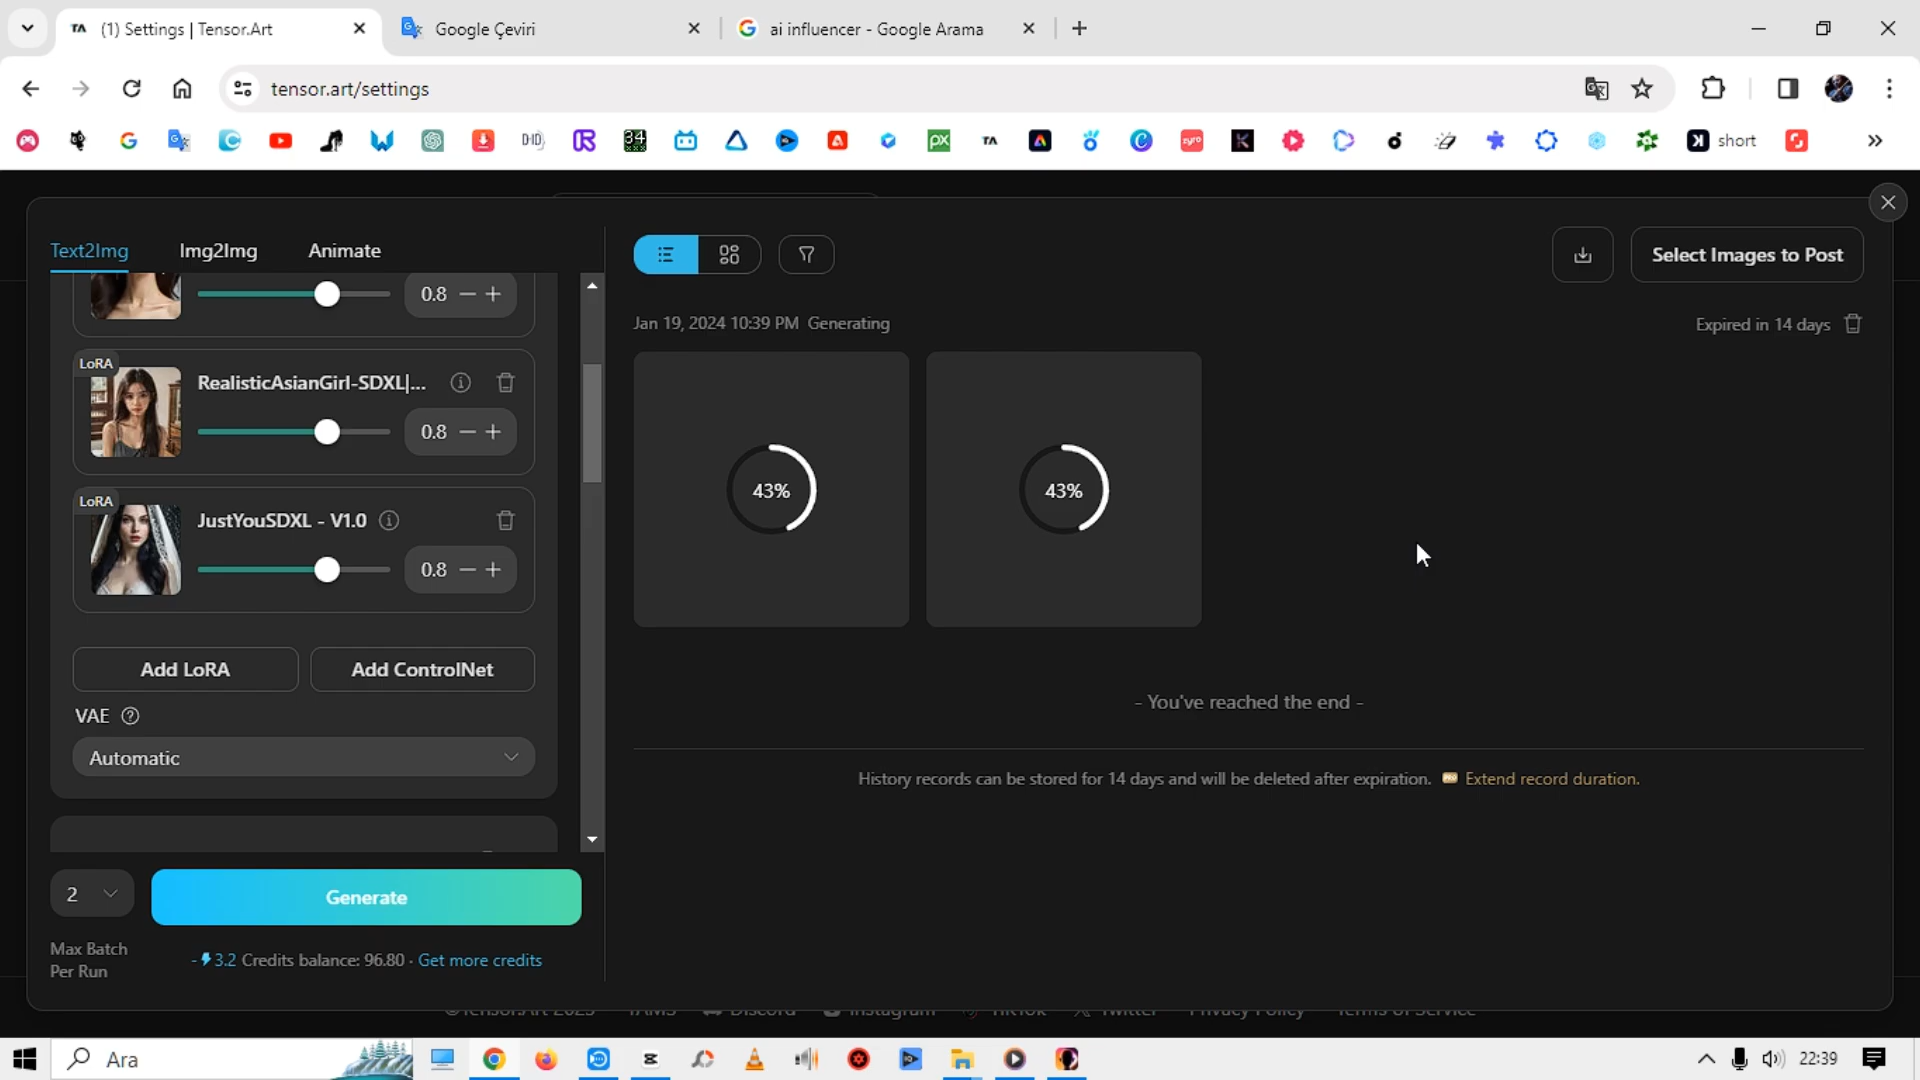 (1) Settings | Tensor.Art
Google Çeviri
ai influencer - Google Arama
tensor.art/settings
short
Text2Img
Img2Img
Animate
Select Images to Post
0.8
Jan 19, 2024 10:39 PM Generating
Expired in 14 days
LoRA
RealisticAsianGirl-SDXL|...
0.8
43%
43%
LoRA
JustYouSDXL - V1.0
0.8
Add LoRA
Add ControlNet
- You've reached the end -
VAE
Automatic
History records can be stored for 14 days and will be deleted after expiration. PRO Extend record duration.
2
Generate
Max Batch
Per Run
- 3.2 Credits balance: 96.80 · Get more credits
Ara
22:39